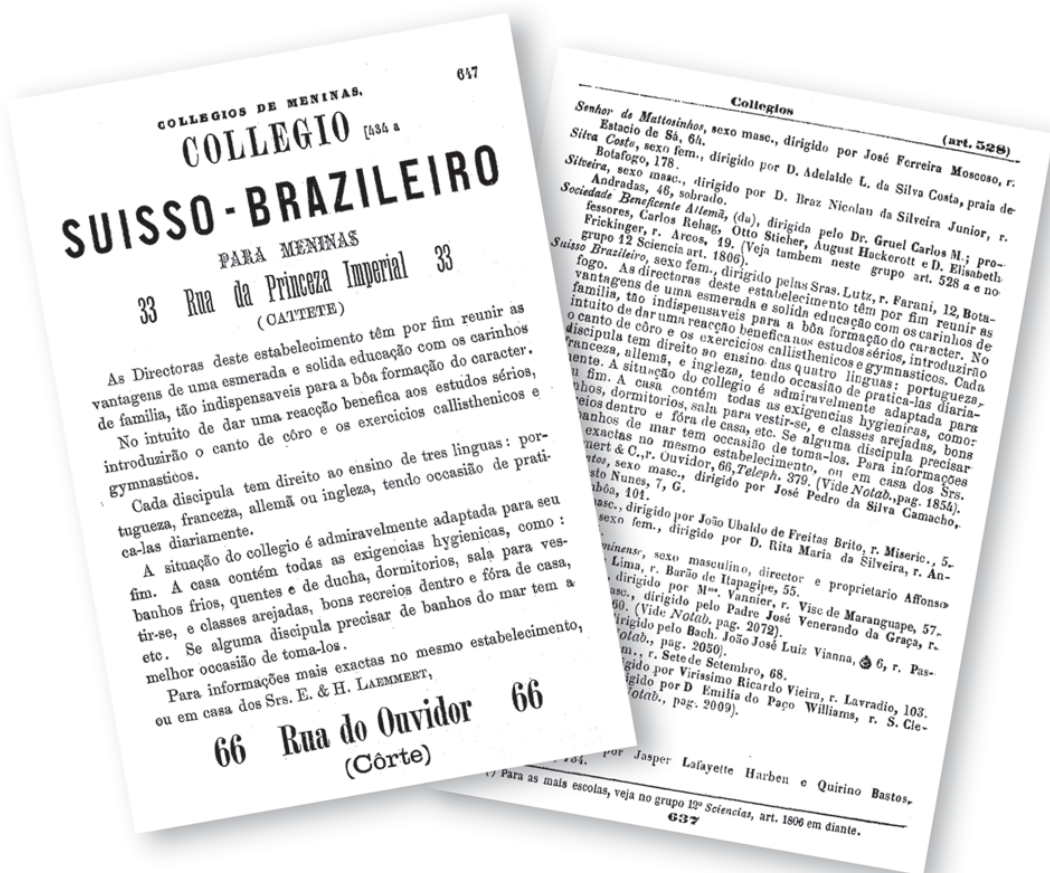 647
COLLEGIOS DE MENINAS.
COLLEGIO [434 a
SUISSO-BRAZILEIRO
PARA MENINAS
33 Rua da Princeza Imperial 33
(CATTETE)
As Directoras deste estabelecimento têm por fim reunir as
vantagens de uma esmerada e solida educação com os carinhos
de familia, tão indispensaveis para a bôa formação do caracter.
No intuito de dar uma reacção benefica aos estudos sérios,
introduzirão o canto de côro e os exercicios callisthenicos e
gymnasticos.
Cada discipula tem direito ao ensino de tres linguas: por-
tugueza, franceza, allemã ou ingleza, tendo occasião de prati-
ca-las diariamente.
A situação do collegio é admiravelmente adaptada para seu
fim. A casa contém todas as exigencias hygienicas, como:
banhos frios, quentes e de ducha, dormitorios, sala para ves-
tir-se, e classes arejadas, bons recreios dentro e fóra de casa,
etc. Se alguma discipula precisar de banhos do mar tem a
melhor occasião de toma-los.
Para informações mais exactas no mesmo estabelecimento,
ou em casa dos Srs. E. & H. LAEMMERT,
66 Rua do Ouvidor 66
(Côrte)
Collegios (art. 528)
Senhor de Mattosinhos, sexo masc., dirigido por José Ferreira Moscoso, r.
Estacio de Sá, 64.
Silva Costa, sexo fem., dirigido por D. Adelaide L. da Silva Costa, praia de
Botafogo, 178.
Silveira, sexo masc., dirigido por D. Braz Nicolau da Silveira Junior, r.
Andradas, 46, sobrado.
Sociedade Beneficente Allemã, (da), dirigida pelo Dr. Gruel Carlos M.; pro-
fessores, Carlos Rehag, Otto Stieher, August Hackerott e D. Elisabeth
Frickinger, r. Arcos, 19. (Veja tambem neste grupo art. 528 a e no
grupo 12 Sciencia art. 1806).
Suisso Brazileiro, sexo fem., dirigido pelas Sras. Lutz, r. Farani, 12, Bota-
fogo. As directoras deste estabelecimento têm por fim reunir as
vantagens de uma esmerada e solida educação com os carinhos de
familia, tão indispensaveis para a bôa formação do caracter. No
intuito de dar uma reacção benefica aos estudos sérios, introduzirão
o canto de côro e os exercicios callisthenicos e gymnasticos. Cada
discipula tem direito ao ensino das quatro linguas: portugueza,
franceza, allemã, e ingleza, tendo occasião de pratica-las diaria-
mente. A situação do collegio é admiravelmente adaptada para
fim. A casa contém todas as exigencias hygienicas, como:
nhos, dormitorios, sala para vestir-se, e classes arejadas, bons
reios dentro e fóra de casa, etc. Se alguma discipula precisar
banhos de mar tem occasião de toma-los. Para informações
exactas no mesmo estabelecimento, ou em casa dos Srs.
mert & C., r. Ouvidor, 66, Teleph. 379. (Vide Notab., pag. 1854).
ntos, sexo masc., dirigido por José Pedro da Silva Camacho,
sto Nunes, 7, G.
mbôa, 101.
asc., dirigido por João Ubaldo de Freitas Brito, r. Miseric., 5.
sexo fem., dirigido por D. Rita Maria da Silveira, r. An-
minense, sexo masculino, director e proprietario Affonso
Lima, r. Barão de Itapagipe, 55.
dirigido por Mme. Vannier, r. Visc de Maranguape, 57.
asc., dirigido pelo Padre José Venerando da Graça, r.
60. (Vide Notab. pag. 2072).
irigido pelo Bach. João José Luiz Vianna, 6, r. Pas-
otab., pag. 2050).
m., r. Sete de Setembro, 68.
igido por Virissimo Ricardo Vieira, r. Lavradio, 103.
igido por D Emilia do Paço Williams, r. S. Cle-
otab., pag. 2009).
por Jasper Lafayette Harben e Quirino Bastos,
Para as mais escolas, veja no grupo 12º Sciencias, art. 1806 em diante.
637